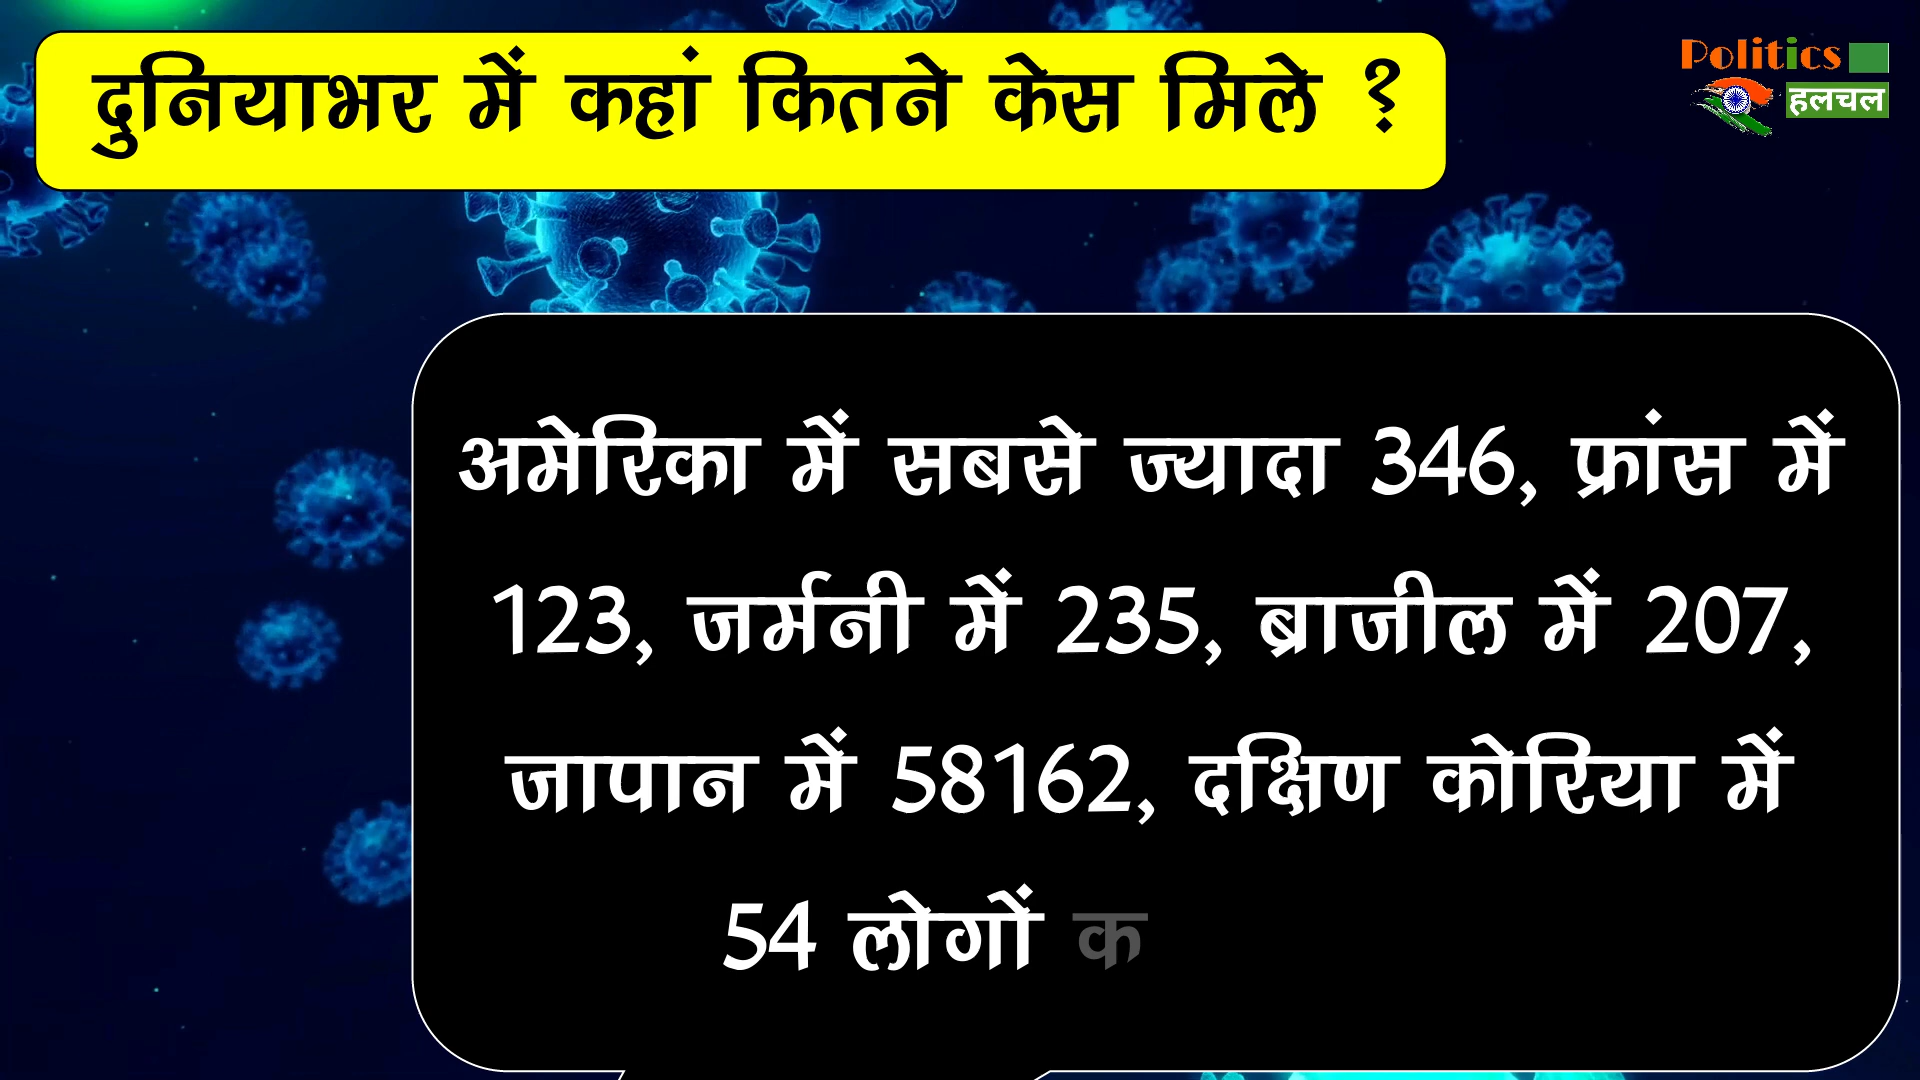 दुनियाभर में कहां कितने केस मिले ?
Politics
हलचल
अमेरिका में सबसे ज्यादा 346, फ्रांस में
123, जर्मनी में 235, ब्राजील में 207,
जापान में 58162, दक्षिण कोरिया में
54 लोगों क